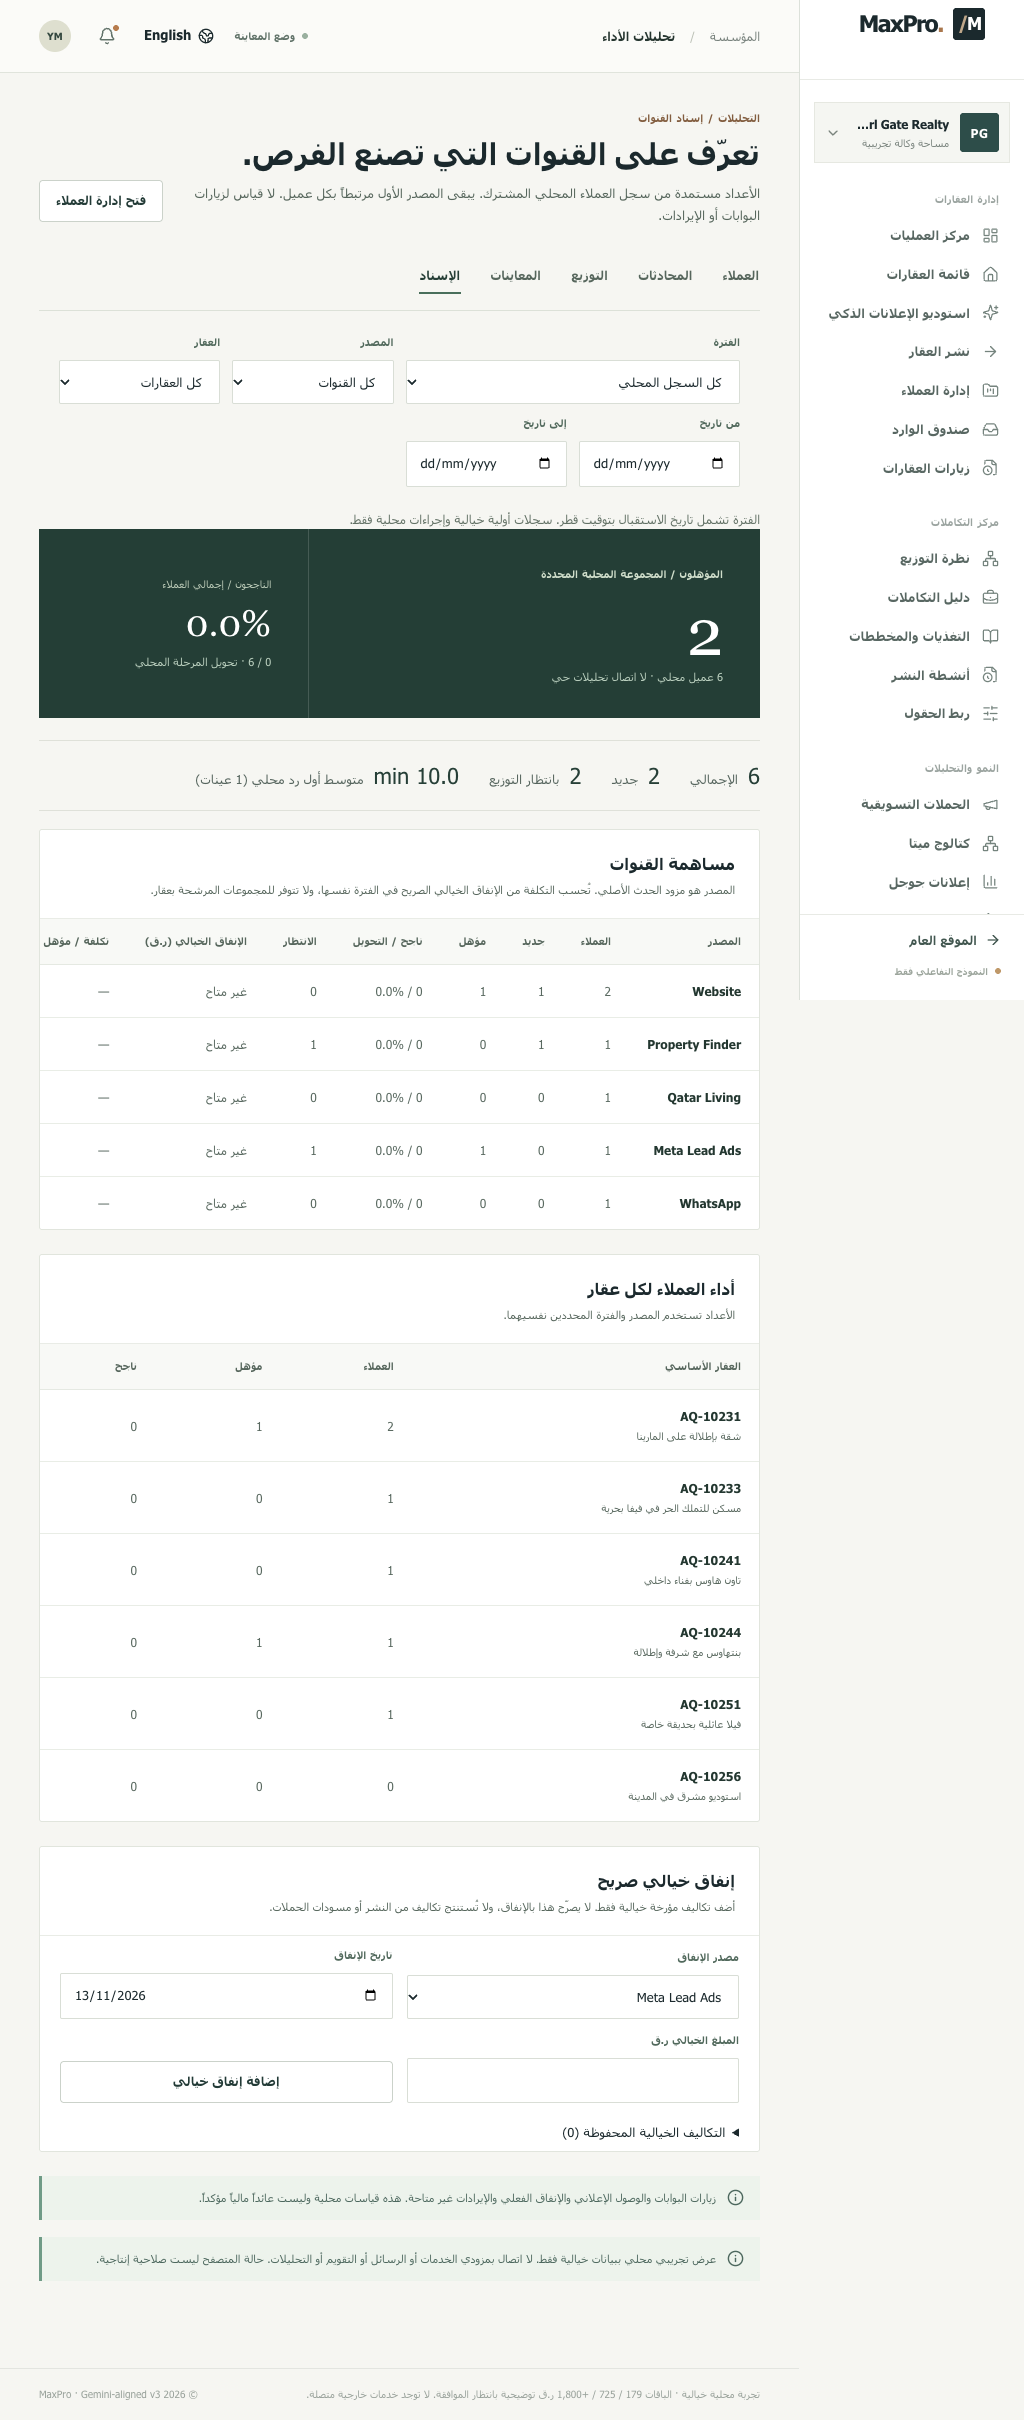 MaxPro.
/M
PG
...rl Gate Realty
مساحة وكالة تجريبية
إدارة العقارات
مركز العمليات
قائمة العقارات
استوديو الإعلانات الذكي
نشر العقار
إدارة العملاء
صندوق الوارد
زيارات العقارات
مركز التكاملات
نظرة التوزيع
دليل التكاملات
التغذيات والمخططات
أنشطة النشر
ربط الحقول
النمو والتحليلات
الحملات التسويقية
كتالوج ميتا
إعلانات جوجل
الموقع العام
النموذج التفاعلي فقط
المؤسسة / تحليلات الأداء
وضع المعاينة
English
YM
التحليلات / إسناد القنوات
تعرّف على القنوات التي تصنع الفرص.
الأعداد مستمدة من سجل العملاء المحلي المشترك. يبقى المصدر الأول مرتبطاً بكل عميل. لا قياس لزيارات
البوابات أو الإيرادات.
فتح إدارة العملاء
العملاء المحادثات التوزيع المعاينات الإسناد
الفترة المصدر العقار
كل السجل المحلي كل القنوات كل العقارات
من تاريخ إلى تاريخ
dd/mm/yyyy dd/mm/yyyy
الفترة تشمل تاريخ الاستقبال بتوقيت قطر. سجلات أولية خيالية وإجراءات محلية فقط.
المؤهلون / المجموعة المحلية المحددة
2
6 عميل محلي · لا اتصال تحليلات حي
الناجحون / إجمالي العملاء
0.0%
0 / 6 · تحويل المرحلة المحلي
6 الإجمالي 2 جديد 2 بانتظار التوزيع 10.0 min متوسط أول رد محلي (1 عينات)
مساهمة القنوات
المصدر هو مزود الحدث الأصلي. تُحسب التكلفة من الإنفاق الخيالي الصريح في الفترة نفسها، ولا تتوفر للمجموعات المرشحة بعقار.
المصدر العملاء جديد مؤهل ناجح / التحويل الانتظار الإنفاق الخيالي (ر.ق) تكلفة / مؤهل
Website 2 1 1 0 / 0.0% 0 غير متاح —
Property Finder 1 1 0 0 / 0.0% 1 غير متاح —
Qatar Living 1 0 0 0 / 0.0% 0 غير متاح —
Meta Lead Ads 1 0 1 0 / 0.0% 1 غير متاح —
WhatsApp 1 0 0 0 / 0.0% 0 غير متاح —
أداء العملاء لكل عقار
الأعداد تستخدم المصدر والفترة المحددين نفسيهما.
العقار الأساسي العملاء مؤهل ناجح
AQ-10231 2 1 0
شقة بإطلالة على المارينا
AQ-10233 1 0 0
مسكن للتملك الحر في فيفا بحرية
AQ-10241 1 0 0
تاون هاوس بفناء داخلي
AQ-10244 1 1 0
بنتهاوس مع شرفة وإطلالة
AQ-10251 1 0 0
فيلا عائلية بحديقة خاصة
AQ-10256 0 0 0
استوديو مشرق في المدينة
إنفاق خيالي صريح
أضف تكاليف مؤرخة خيالية فقط. لا يصرّح هذا بالإنفاق، ولا تُستنتج تكاليف من النشر أو مسودات الحملات.
مصدر الإنفاق تاريخ الإنفاق
Meta Lead Ads 13/11/2026
المبلغ الخيالي ر.ق
إضافة إنفاق خيالي
التكاليف الخيالية المحفوظة (0)
زيارات البوابات والوصول الإعلاني والإنفاق الفعلي والإيرادات غير متاحة. هذه قياسات محلية وليست عائداً مالياً مؤكداً.
عرض تجريبي محلي ببيانات خيالية فقط. لا اتصال بمزودي الخدمات أو الرسائل أو التقويم أو التحليلات. حالة المتصفح ليست صلاحية إنتاجية.
تجربة محلية خيالية · الباقات 179 / 725 / +1,800 ر.ق توضيحية بانتظار الموافقة. لا توجد خدمات خارجية متصلة.
MaxPro · Gemini-aligned v3 2026 ©